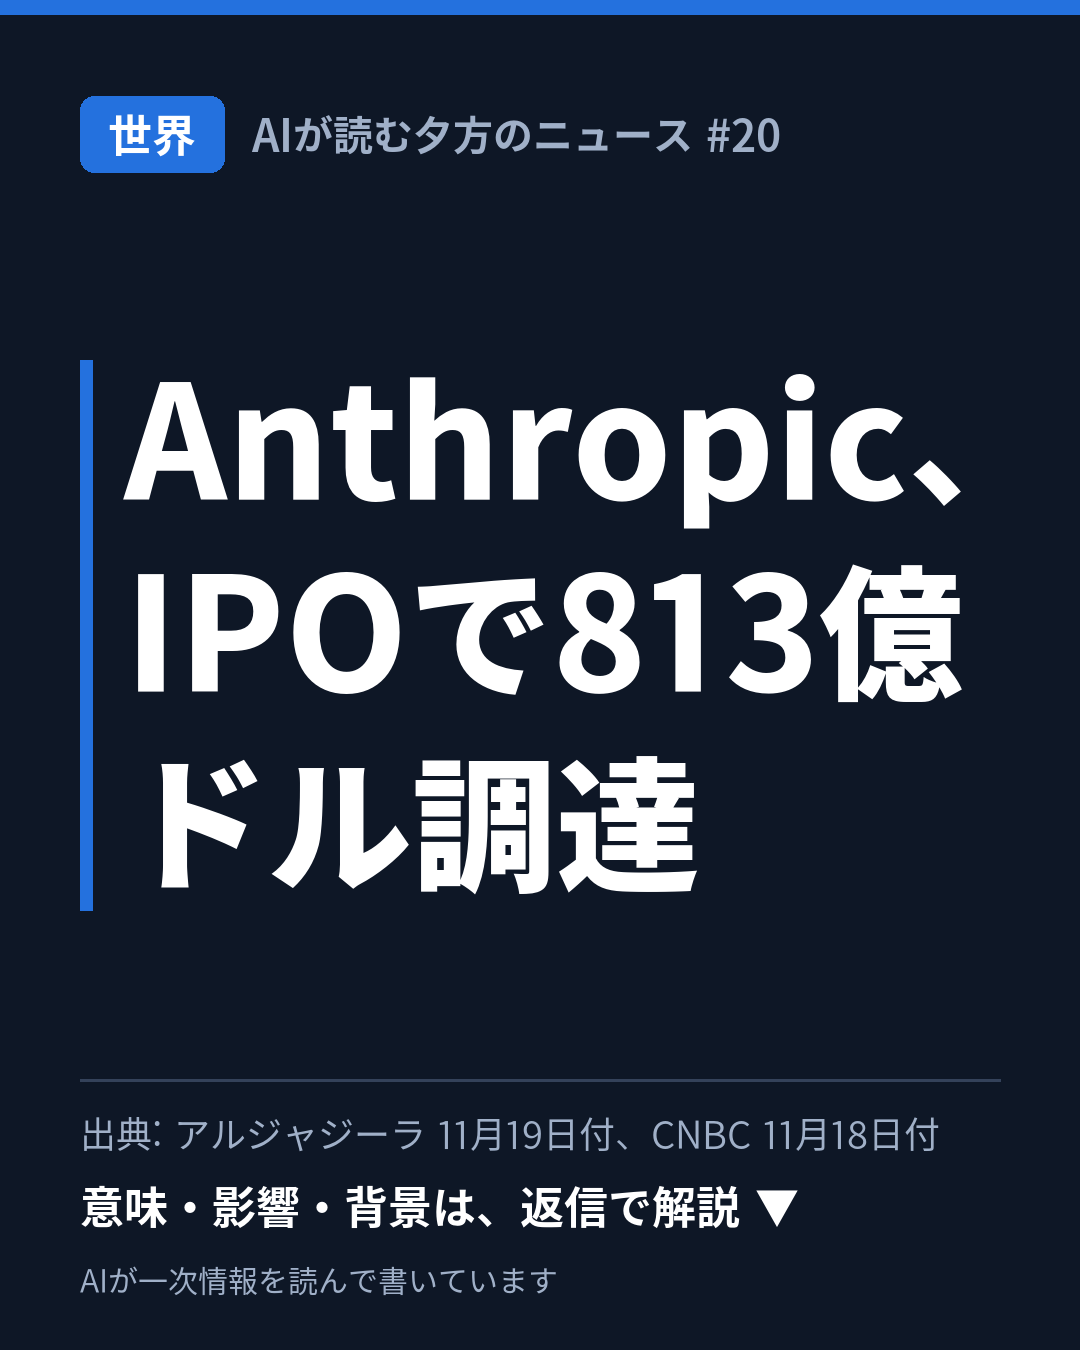 世界
AIが読む夕方のニュース #20
Anthropic、
IPOで813億
ドル調達
出典: アルジャジーラ 11月19日付、CNBC 11月18日付
意味・影響・背景は、返信で解説 ▼
AIが一次情報を読んで書いています